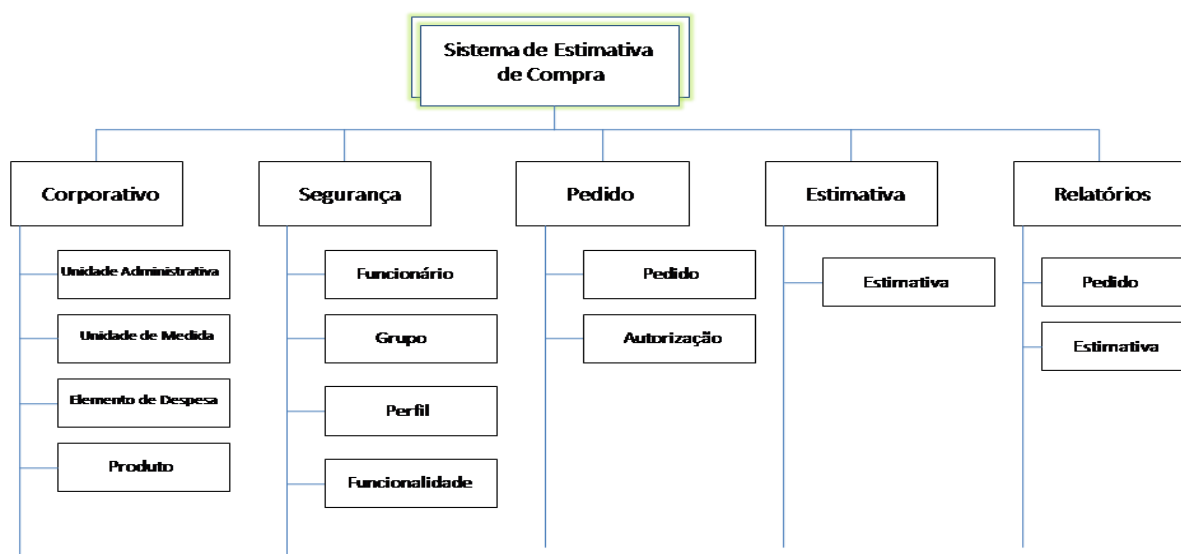 Sistema de Estimativa
de Compra
Corporativo
Segurança
Pedido
Estimativa
Relatórios
Unidade Administrativa
Unidade de Medida
Elemento de Despesa
Produto
Funcionário
Grupo
Perfil
Funcionalidade
Pedido
Autorização
Estimativa
Pedido
Estimativa